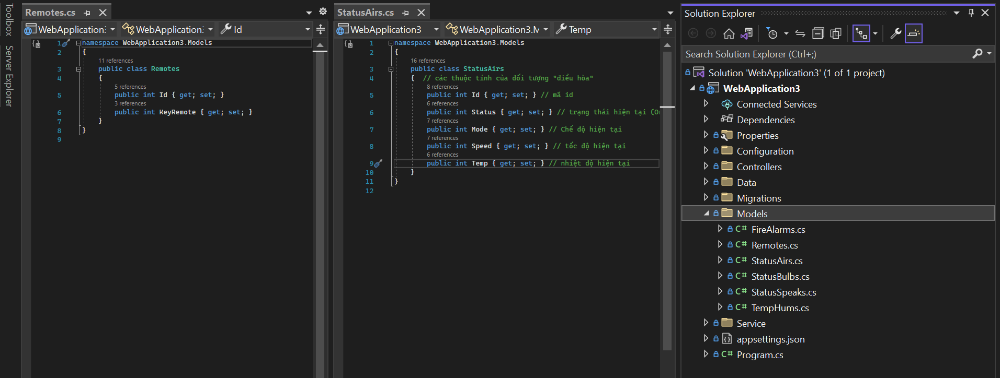 Toolbox
Server Explorer
Remotes.cs
WebApplication
WebApplication
Id
1 namespace WebApplication3.Models
2 {
11 references
3 public class Remotes
4 {
5 references
5 public int Id { get; set; }
3 references
6 public int KeyRemote { get; set; }
7 }
8 }
9
StatusAirs.cs
WebApplication3
WebApplication3.M
Temp
1 namespace WebApplication3.Models
2 {
16 references
3 public class StatusAirs
4 { // các thuộc tính của đối tượng "điều hòa"
8 references
5 public int Id { get; set; } // mã id
6 references
6 public int Status { get; set; } // trạng thái hiện tại (O
7 references
7 public int Mode { get; set; } // Chế độ hiện tại
7 references
8 public int Speed { get; set; } // tốc độ hiện tại
6 references
9 public int Temp { get; set; } // nhiệt độ hiện tại
10 }
11 }
12
Solution Explorer
Search Solution Explorer (Ctrl+;)
Solution 'WebApplication3' (1 of 1 project)
WebApplication3
Connected Services
Dependencies
Properties
Configuration
Controllers
Data
Migrations
Models
C# FireAlarms.cs
C# Remotes.cs
C# StatusAirs.cs
C# StatusBulbs.cs
C# StatusSpeaks.cs
C# TempHums.cs
Service
appsettings.json
C# Program.cs